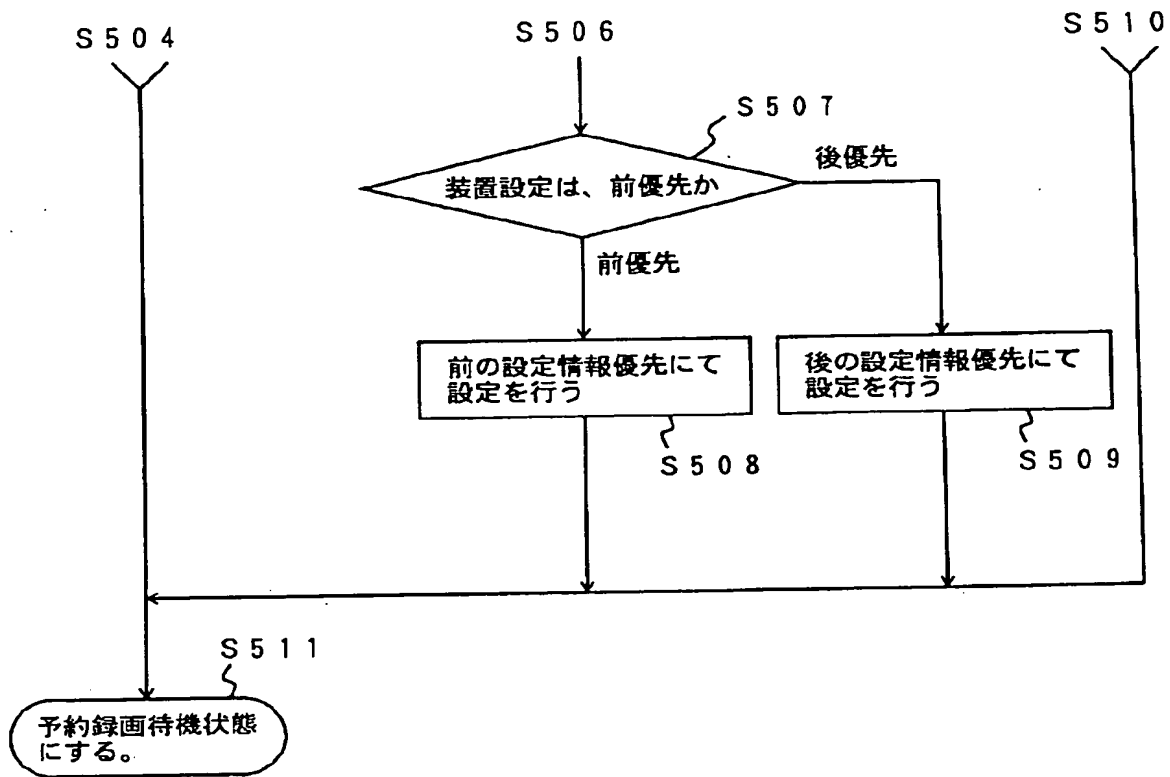 S504
S506
S510
S507
装置設定は、前優先か
後優先
前優先
前の設定情報優先にて
設定を行う
後の設定情報優先にて
設定を行う
S508
S509
S511
予約録画待機状態
にする。